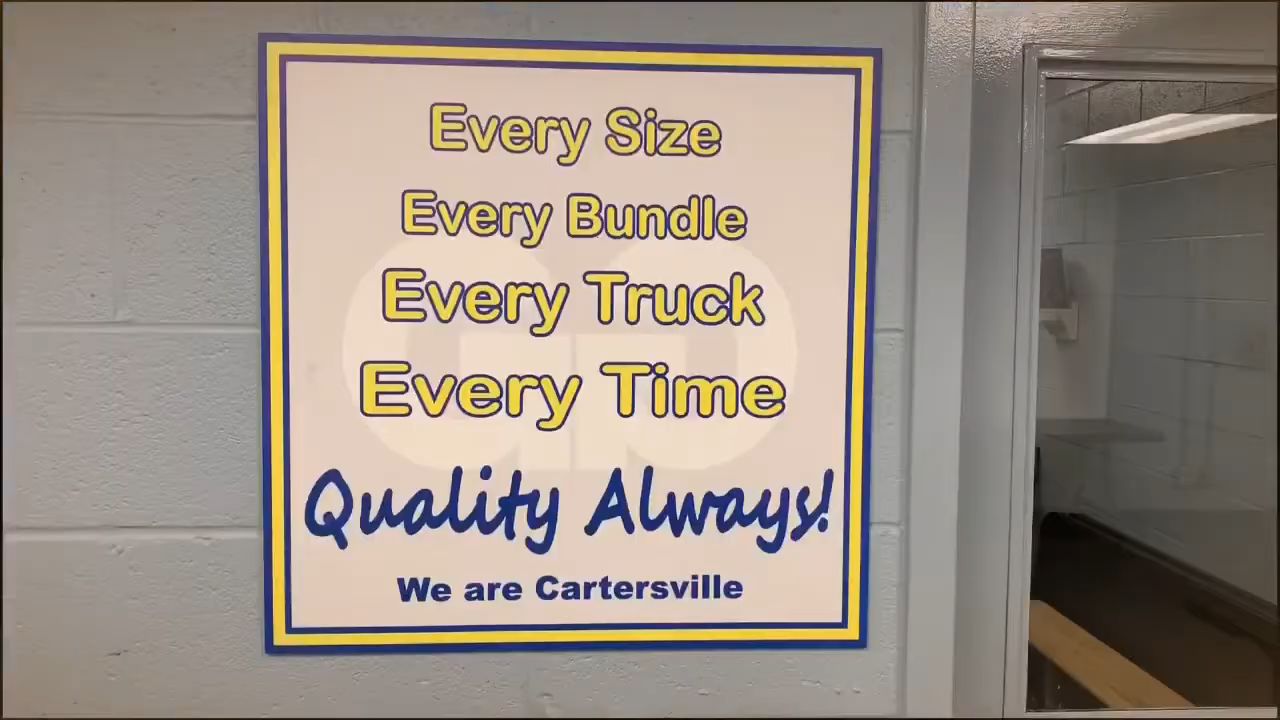 Every Size
Every Bundle
Every Truck
Every Time
Quality Always!
We are Cartersville